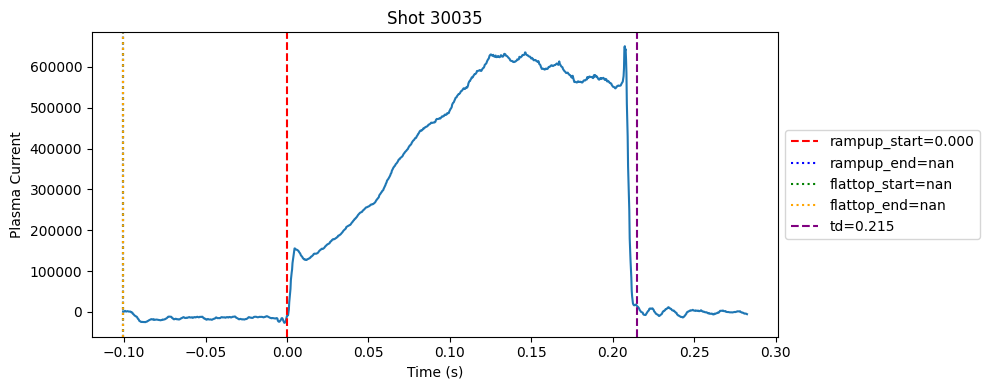 Shot 30035
Plasma Current
600000
500000
400000
300000
200000
100000
0
−0.10
−0.05
0.00
0.05
0.10
0.15
0.20
0.25
0.30
Time (s)
rampup_start=0.000
rampup_end=nan
flattop_start=nan
flattop_end=nan
td=0.215